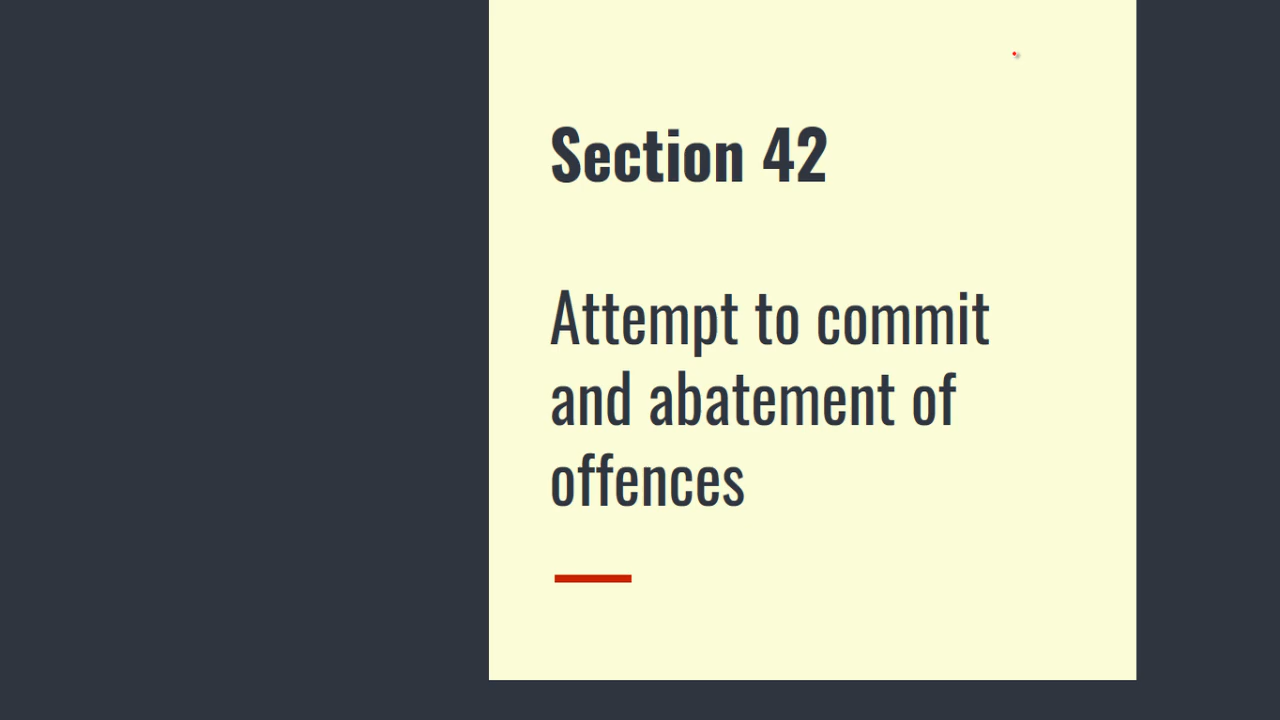 Section 42
Attempt to commit
and abatement of
offences